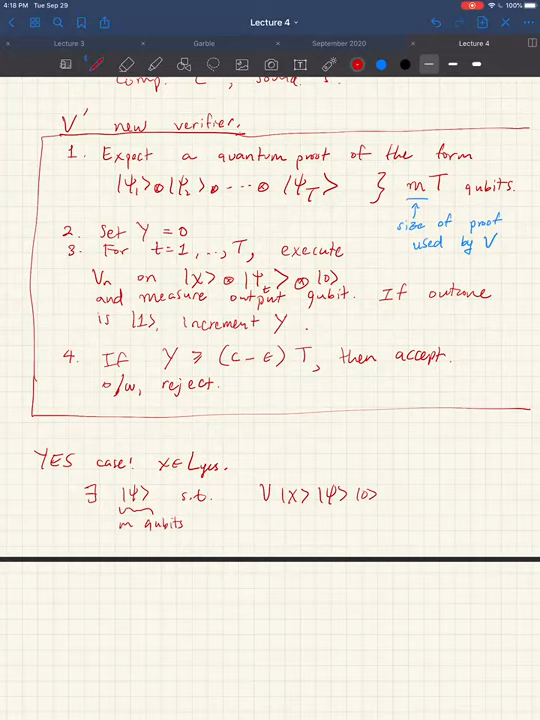 4:18 PM Tue Sep 29
100%
Lecture 4
Lecture 3
Garbie
September 2020
Lecture 4
V' new verifier.
1. Expect a quantum proof of the form
|ψ₁> ⊗ |ψ₂> ⊗ ... ⊗ |ψ_T> } mT qubits.
size of proof
used by V
2. Set Y = 0
3. For t=1,..,T, execute
Vn on |x> ⊗ |ψ_t> ⊗ |0>
and measure output qubit. If outcome
is |1>, increment Y.
4. If Y ≥ (c-ε)T, then accept.
o/w, reject.
YES case! x∈Lyes.
∃ |ψ> s.t. V|x>|ψ>|0>
m qubits